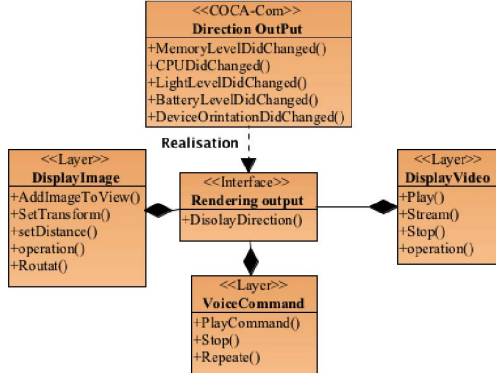 <<COCA-Com>>
Direction OutPut
+MemoryLevelDidChanged()
+CPUDidChanged()
+LightLevelDidChanged()
+BatteryLevelDidChanged()
+DeviceOrintationDidChanged()
Realisation
<<Layer>>
DisplayImage
+AddImageToView()
+SetTransform()
+setDistance()
+operation()
+Routat()
<<Interface>>
Rendering output
+DisolayDirection()
<<Layer>>
DisplayVideo
+Play()
+Stream()
+Stop()
+operation()
<<Layer>>
VoiceCommand
+PlayCommand()
+Stop()
+Repeate()